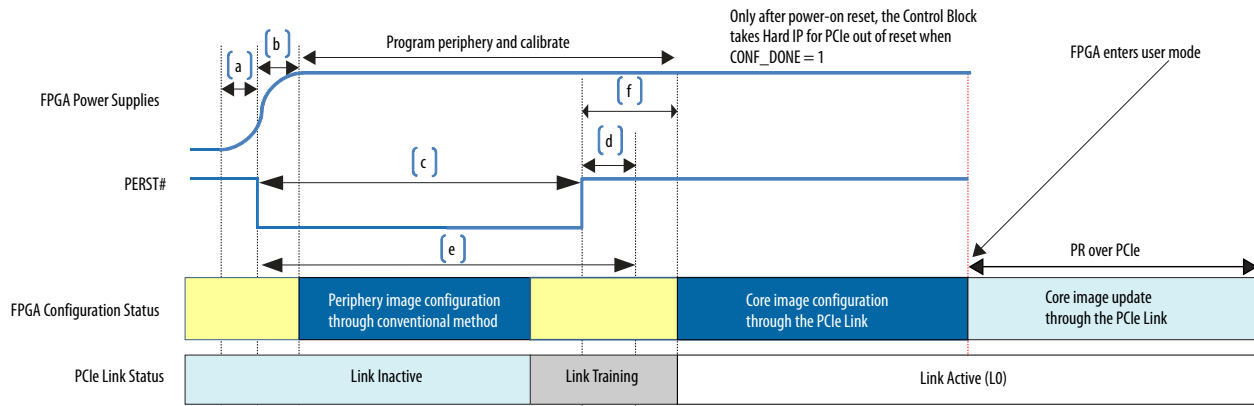 Only after power-on reset, the Control Block
takes Hard IP for PCIe out of reset when
CONF_DONE = 1
[b]
Program periphery and calibrate
FPGA enters user mode
[a]
FPGA Power Supplies
[f]
[d]
[c]
PERST#
[e]
PR over PCIe
FPGA Configuration Status
Periphery image configuration
through conventional method
Core image configuration
through the PCIe Link
Core image update
through the PCIe Link
PCIe Link Status
Link Inactive
Link Training
Link Active (L0)